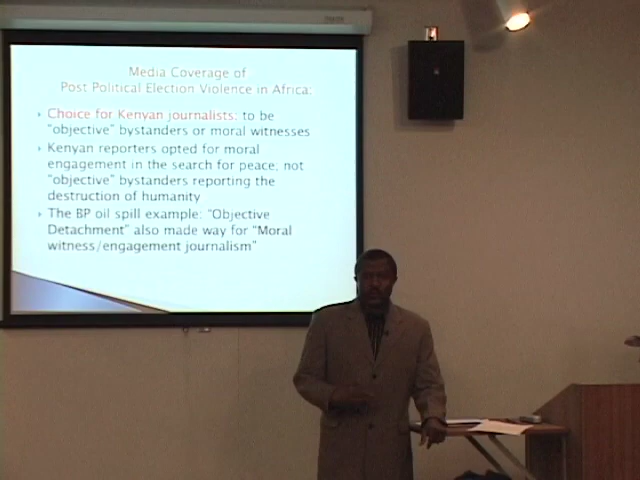 Media Coverage of
Post Political Election Violence in Africa:
Choice for Kenyan journalists: to be
"objective" bystanders or moral witnesses
Kenyan reporters opted for moral
engagement in the search for peace; not
"objective" bystanders reporting the
destruction of humanity
The BP oil spill example: "Objective
Detachment" also made way for "Moral
witness/engagement journalism"